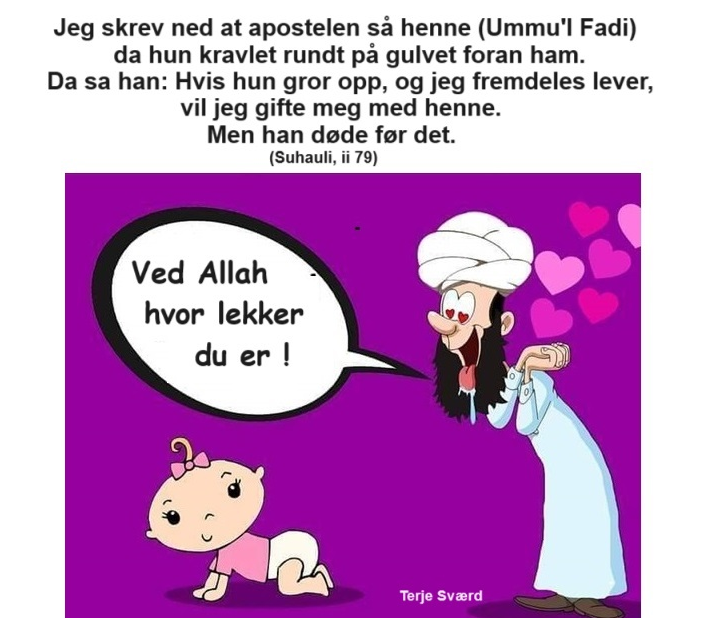 Jeg skrev ned at apostelen så henne (Ummu'l Fadi)
da hun kravlet rundt på gulvet foran ham.
Da sa han: Hvis hun gror opp, og jeg fremdeles lever,
vil jeg gifte meg med henne.
Men han døde før det.
(Suhauli, ii 79)
Ved Allah
hvor lekker
du er !
Terje Sværd